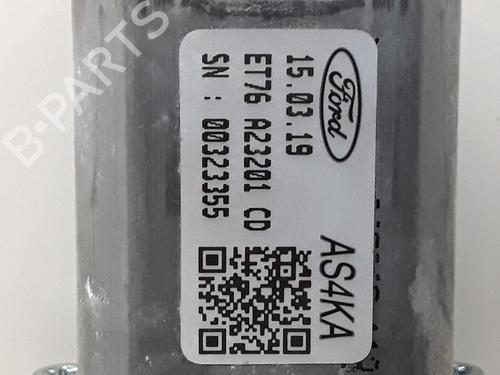 Ford
15.03.19
ET76 A23201 CD
SN : 00323355
AS4KA
B-PARTS